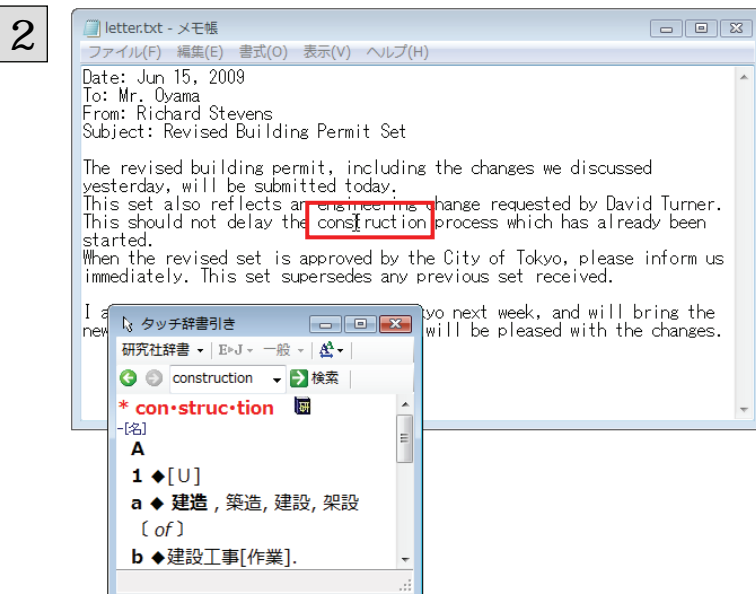 2
letter.txt - メモ帳
ファイル(F) 編集(E) 書式(O) 表示(V) ヘルプ(H)
Date: Jun 15, 2009
To: Mr. Oyama
From: Richard Stevens
Subject: Revised Building Permit Set
The revised building permit, including the changes we discussed
yesterday, will be submitted today.
This set also reflects an engineering change requested by David Turner.
This should not delay the construction process which has already been
started.
When the revised set is approved by the City of Tokyo, please inform us
immediately. This set supersedes any previous set received.
I a yo next week, and will bring the
new will be pleased with the changes.
タッチ辞書引き
研究社辞書 E▸J 一般
construction 検索
* con・struc・tion 研
-[名]
A
1 ◆[U]
a ◆ 建造 , 築造, 建設, 架設
〔 of 〕
b ◆建設工事[作業].